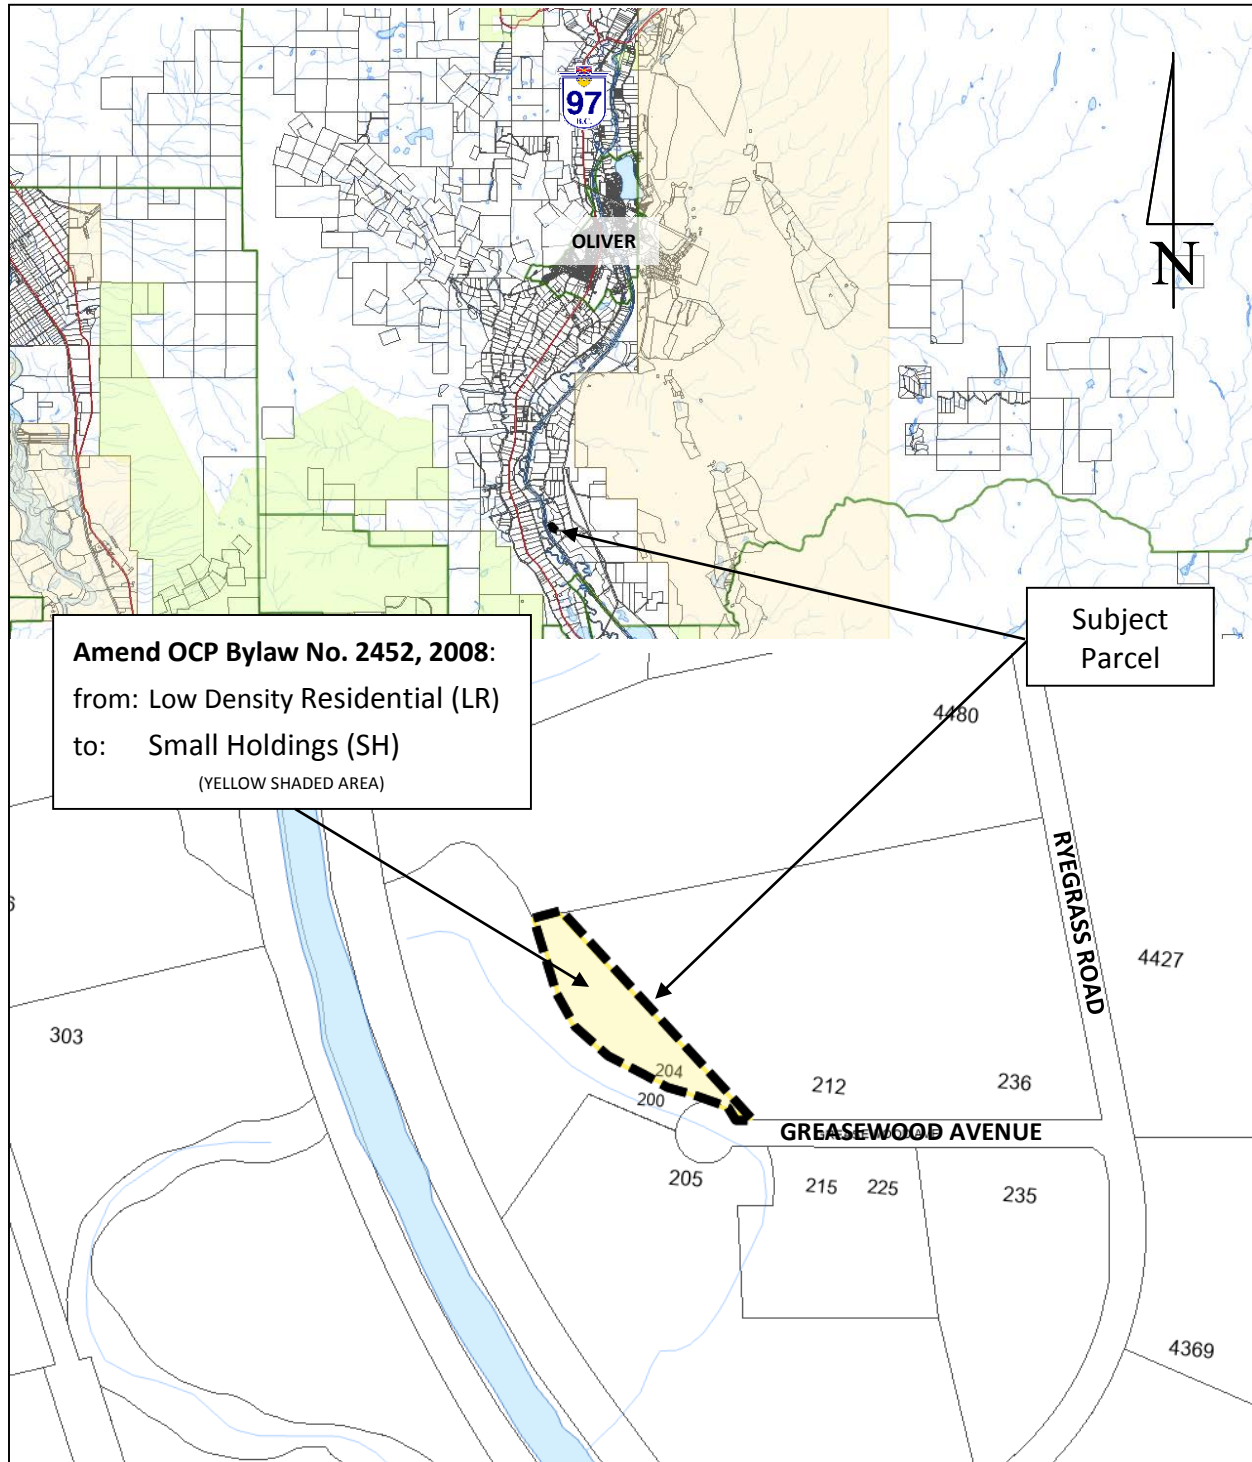 97
B.C.
OLIVER
N
Subject
Parcel
Amend OCP Bylaw No. 2452, 2008:
from: Low Density Residential (LR)
to: Small Holdings (SH)
(YELLOW SHADED AREA)
4480
RYEGRASS ROAD
4427
303
204
200
212
236
GREASEWOOD AVENUE
GREASEWOOD AVE
205
215
225
235
4369